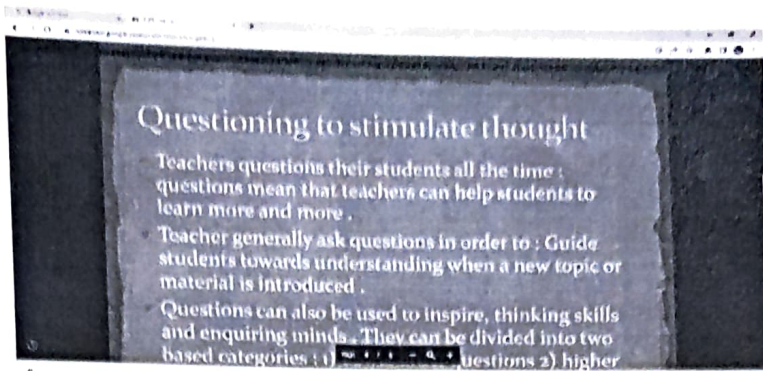 Questioning to stimulate thought
Teachers questions their students all the time :
questions mean that teachers can help students to
learn more and more .
Teacher generally ask questions in order to : Guide
students towards understanding when a new topic or
material is introduced .
Questions can also be used to inspire, thinking skills
and enquiring minds . They can be divided into two
based categories : 1) uestions 2) higher